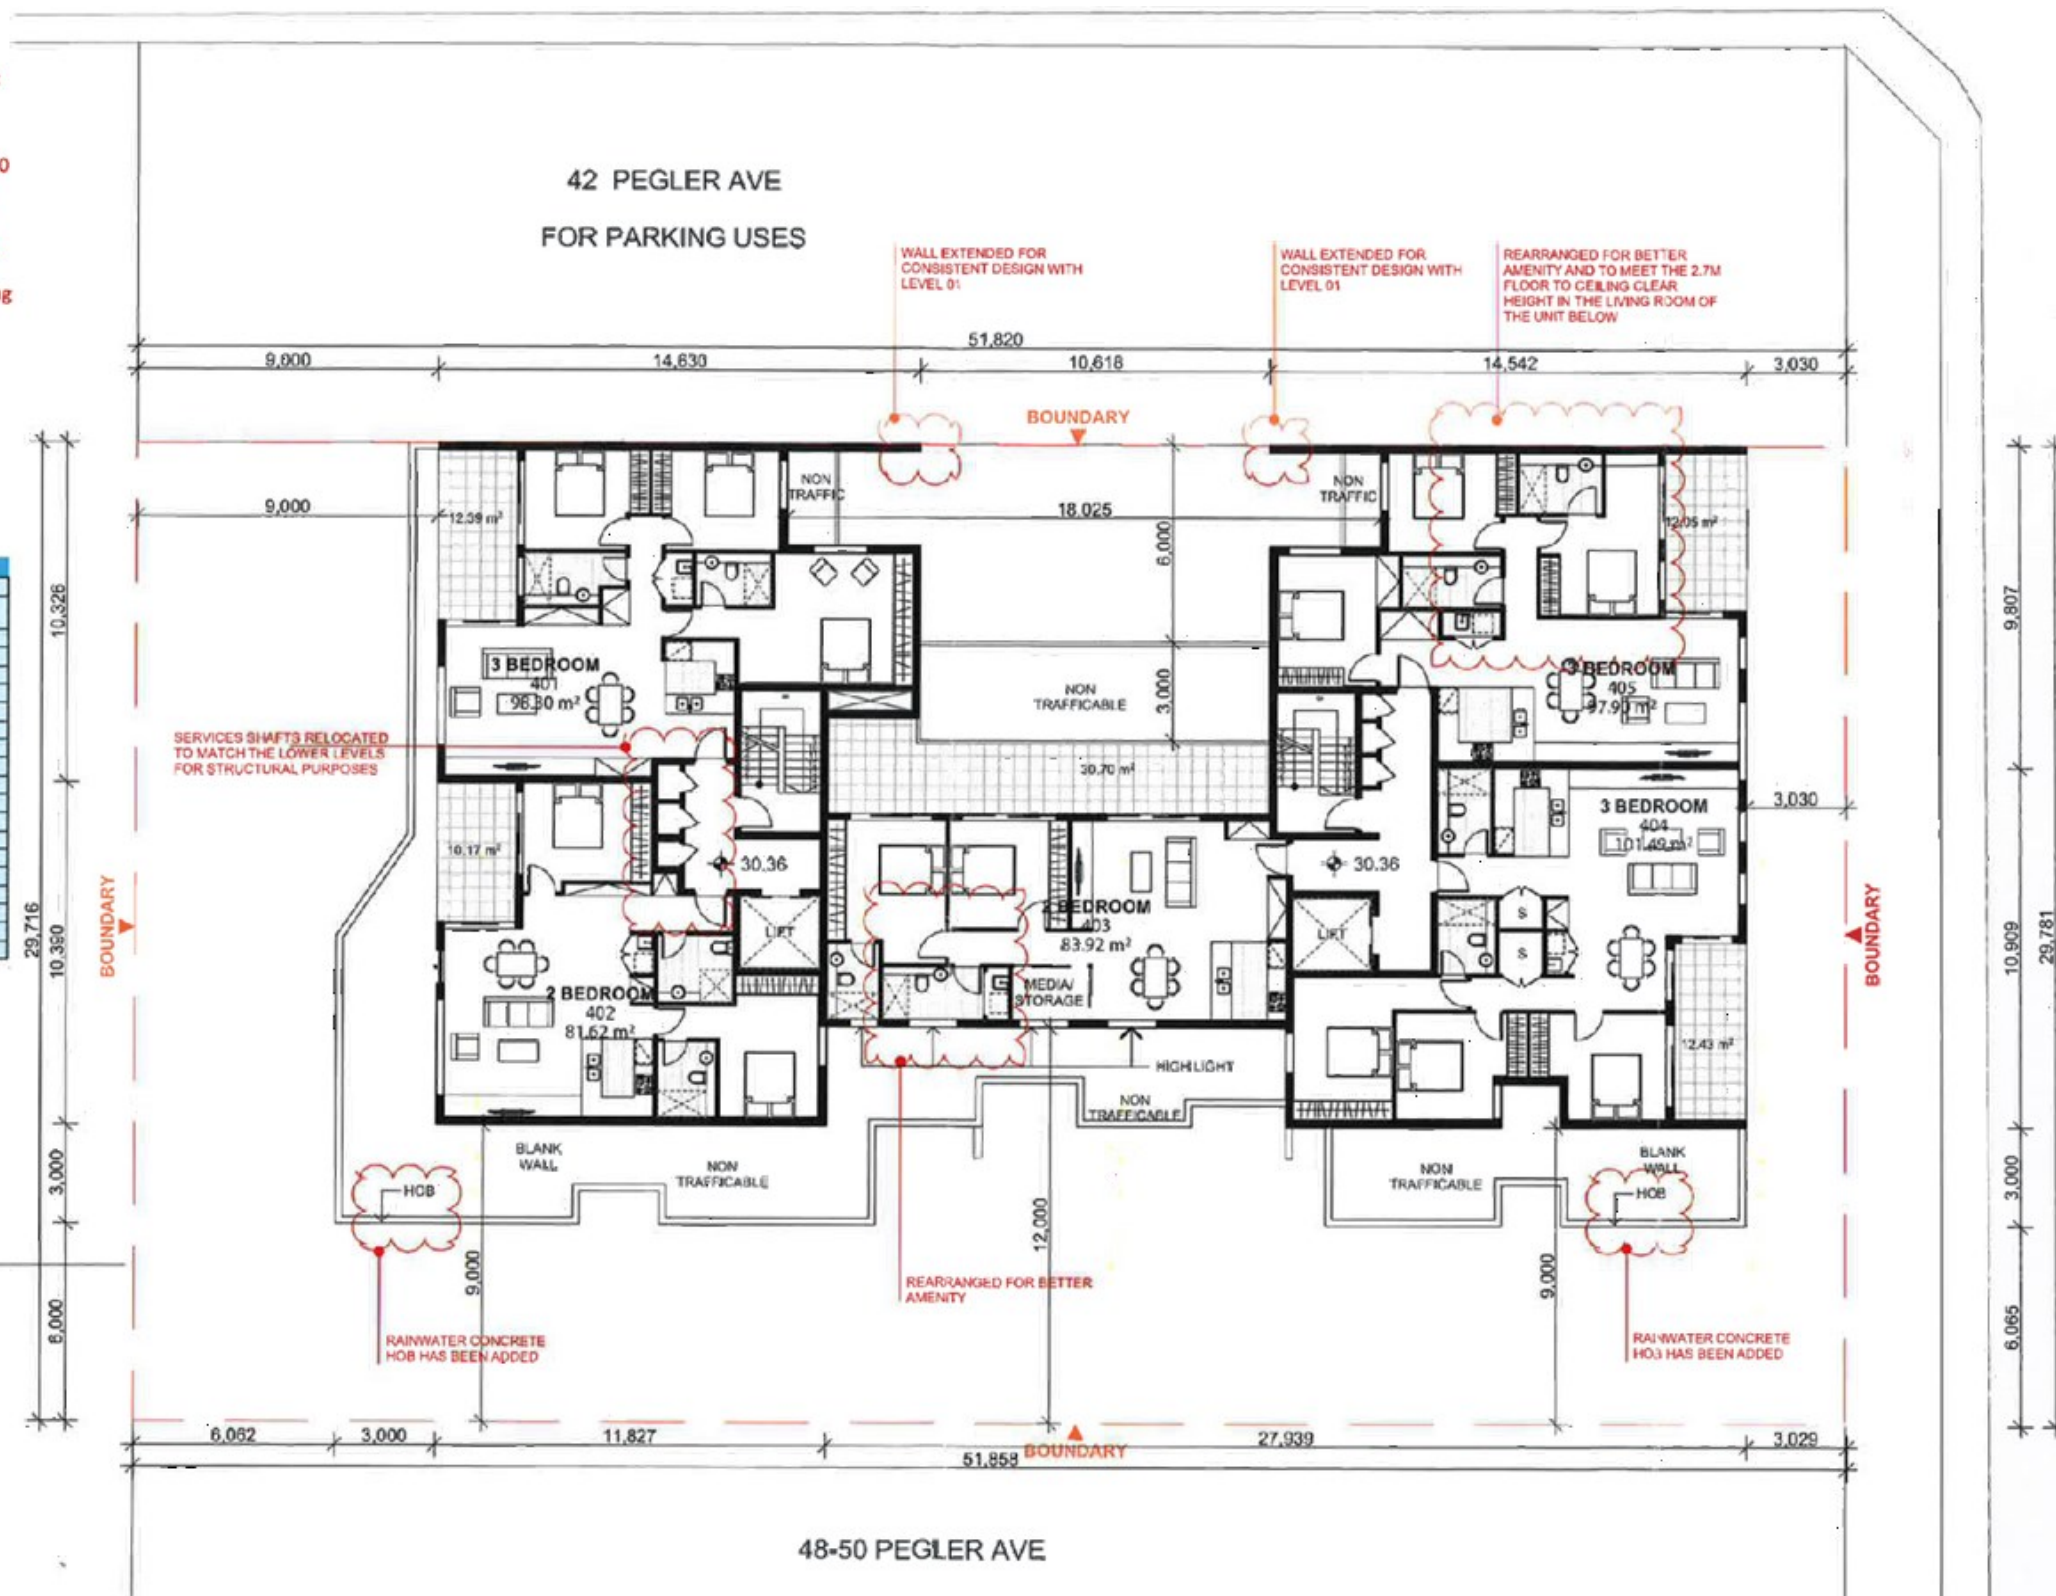 42 PEGLER AVE
FOR PARKING USES
WALL EXTENDED FOR
CONSISTENT DESIGN WITH
LEVEL 01
WALL EXTENDED FOR
CONSISTENT DESIGN WITH
LEVEL 01
REARRANGED FOR BETTER
AMENITY AND TO MEET THE 2.7M
FLOOR TO CEILING CLEAR
HEIGHT IN THE LIVING ROOM OF
THE UNIT BELOW
51,820
9,000
14,630
10,618
14,542
3,030
BOUNDARY
NON
TRAFFIC
NON
TRAFFIC
9,000
12.39 m²
18.025
12.05 m²
6,000
10,326
9,807
3 BEDROOM
401
98.30 m²
3 BEDROOM
405
97.90 m²
NON
TRAFFICABLE
3,000
SERVICES SHAFTS RELOCATED
TO MATCH THE LOWER LEVELS
FOR STRUCTURAL PURPOSES
30.70 m²
3 BEDROOM
404
101.49 m²
3,030
10.17 m²
30.36
30.36
BOUNDARY
BOUNDARY
29,716
10,390
10,909
29,781
LIFT
LIFT
2 BEDROOM
403
83.92 m²
S
S
MEDIA/
STORAGE
2 BEDROOM
402
81.62 m²
12.43 m²
HIGHLIGHT
NON
TRAFFICABLE
BLANK
WALL
NON
TRAFFICABLE
NON
TRAFFICABLE
BLANK
WALL
HOB
HOB
3,000
3,000
9,000
12,000
9,000
REARRANGED FOR BETTER
AMENITY
6,000
6,065
RAINWATER CONCRETE
HOB HAS BEEN ADDED
RAINWATER CONCRETE
HOB HAS BEEN ADDED
6,062
3,000
11,827
27,939
3,029
BOUNDARY
51,858
48-50 PEGLER AVE